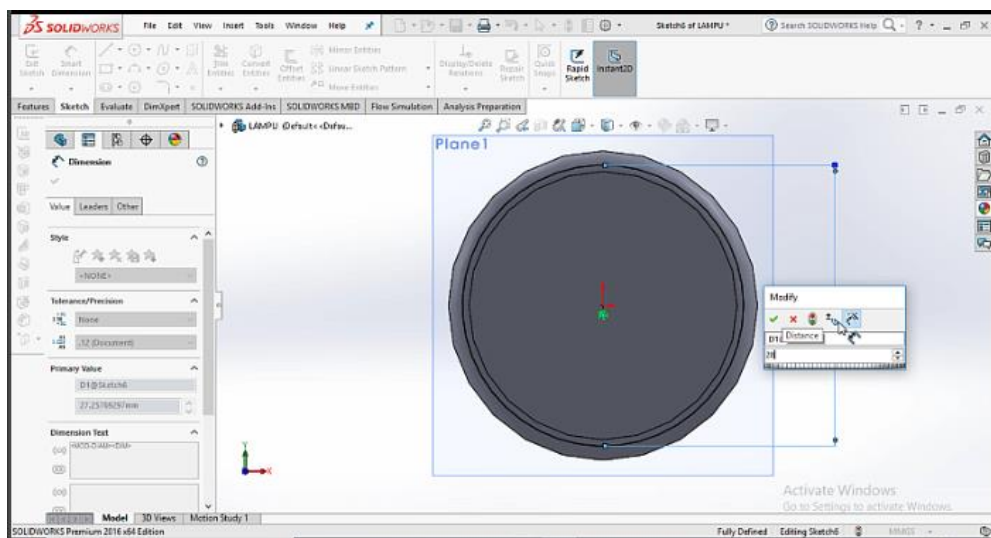 SOLIDWORKS File Edit View Insert Tools Window Help Sketch6 of LAMPU * Search SOLIDWORKS Help
Exit Sketch Smart Dimension Trim Entities Convert Entities Offset Entities Mirror Entities Linear Sketch Pattern Move Entities Display/Delete Relations Repair Sketch Quick Snaps Rapid Sketch Instant2D
Features Sketch Evaluate DimXpert SOLIDWORKS Add-Ins SOLIDWORKS MBD Flow Simulation Analysis Preparation
LAMPU (Default<<Defau...
Plane1
Dimension
Value Leaders Other
Style
<NONE>
Tolerance/Precision
None
.12 (Document)
Primary Value
D1@Sketch6
Dimension Text
<MOD-DIAM><DIM>
Modify
Distance
28
Y
X
Activate Windows
Go to Settings to activate Windows.
Model 3D Views Motion Study 1
SOLIDWORKS Premium 2016 x64 Edition Fully Defined Editing Sketch6 MMGS